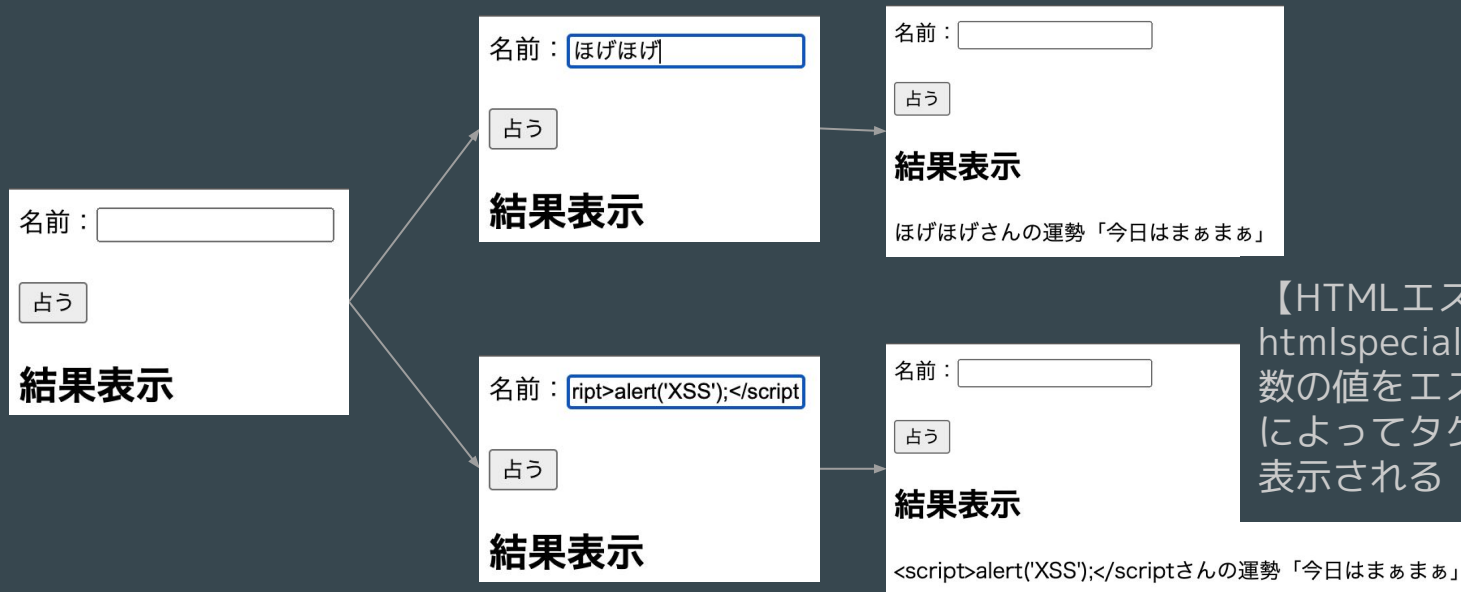 名前：
占う
結果表示
名前：ほげほげ
占う
結果表示
名前：
占う
結果表示
ほげほげさんの運勢「今日はまぁまぁ」
名前：ript>alert('XSS');</script
占う
結果表示
名前：
占う
結果表示
<script>alert('XSS');</scriptさんの運勢「今日はまぁまぁ」
【HTMLエス
htmlspecial
数の値をエス
によってタグ
表示される